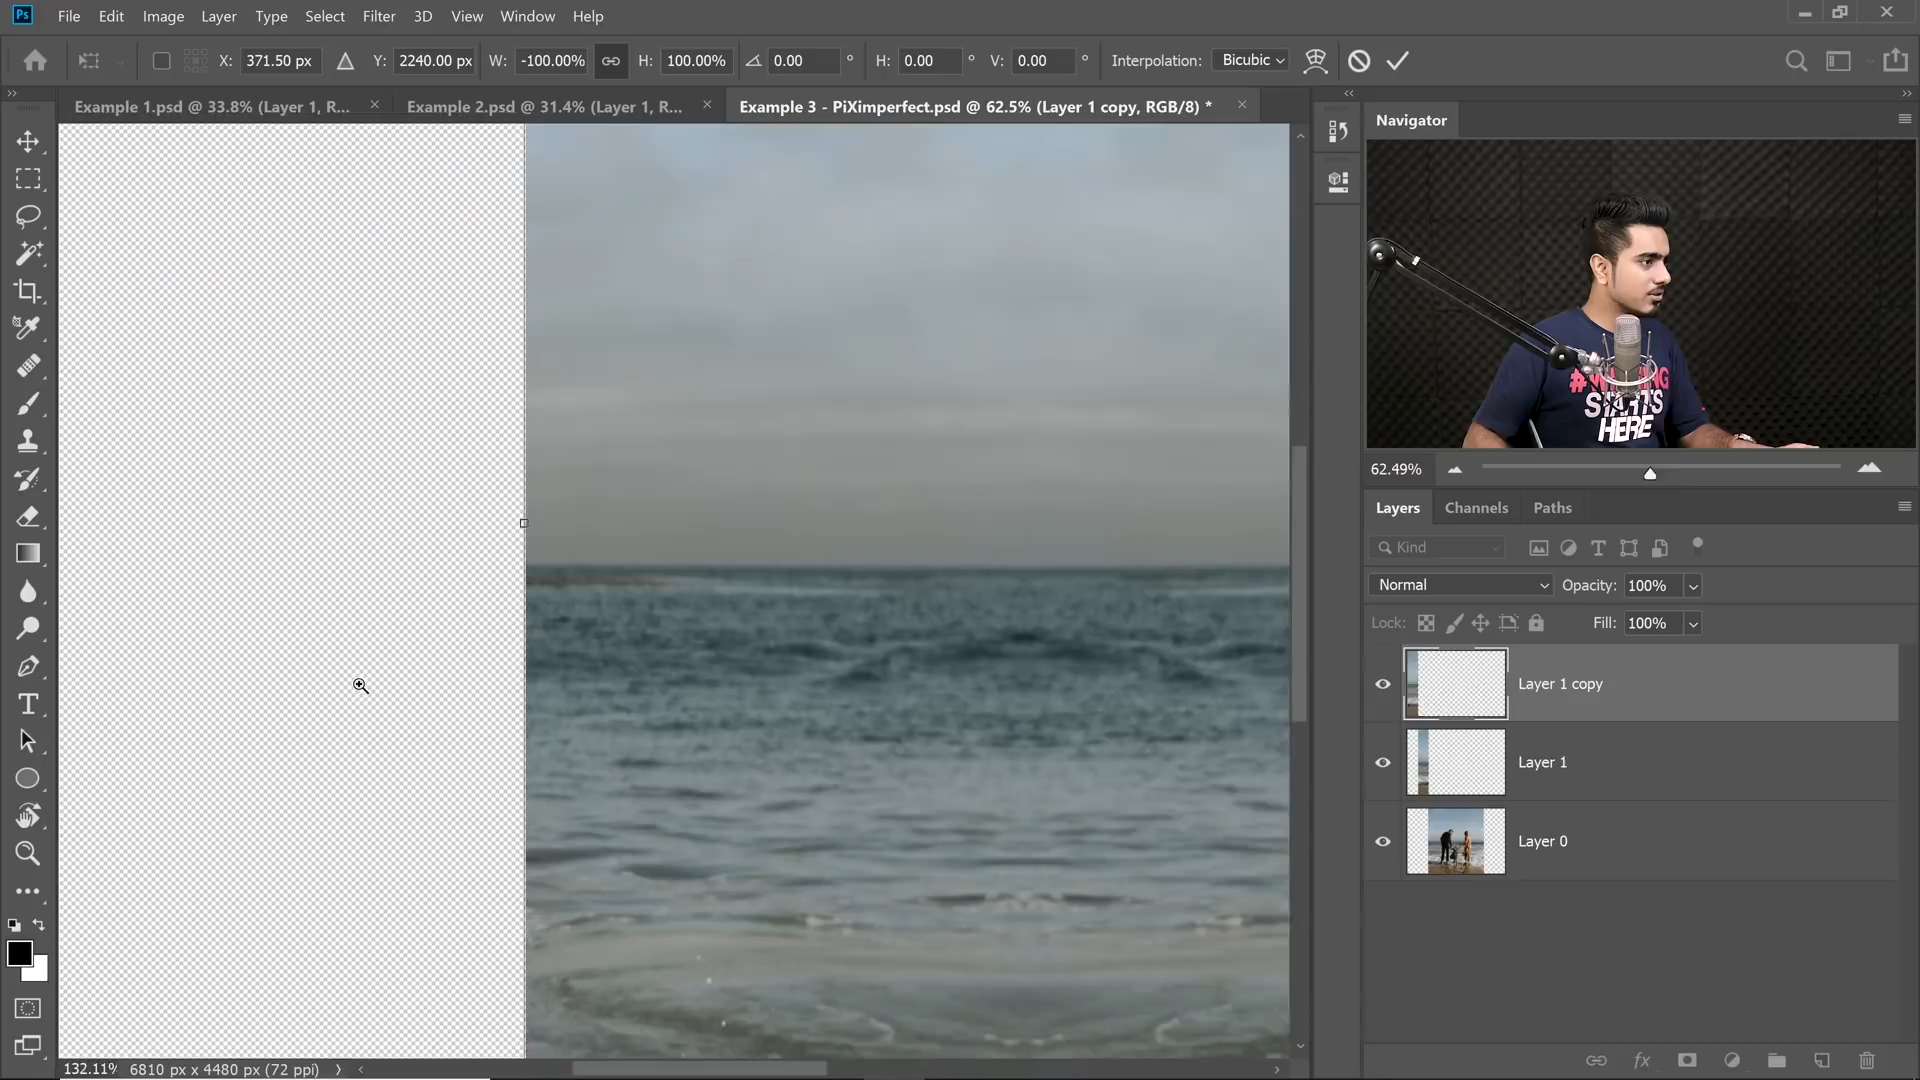 Ps File Edit Image Layer Type Select Filter 3D View Window Help
X: 371.50 px Y: 2240.00 px W: -100.00% H: 100.00% 0.00 ° H: 0.00 ° V: 0.00 ° Interpolation: Bicubic
Example 1.psd @ 33.8% (Layer 1, R... × Example 2.psd @ 31.4% (Layer 1, R... × Example 3 - PiXimperfect.psd @ 62.5% (Layer 1 copy, RGB/8) * ×
Navigator
STARTS
HERE
62.49%
Layers Channels Paths
Kind
Normal Opacity: 100%
Lock: Fill: 100%
Layer 1 copy
Layer 1
Layer 0
132.11% 6810 px x 4480 px (72 ppi)